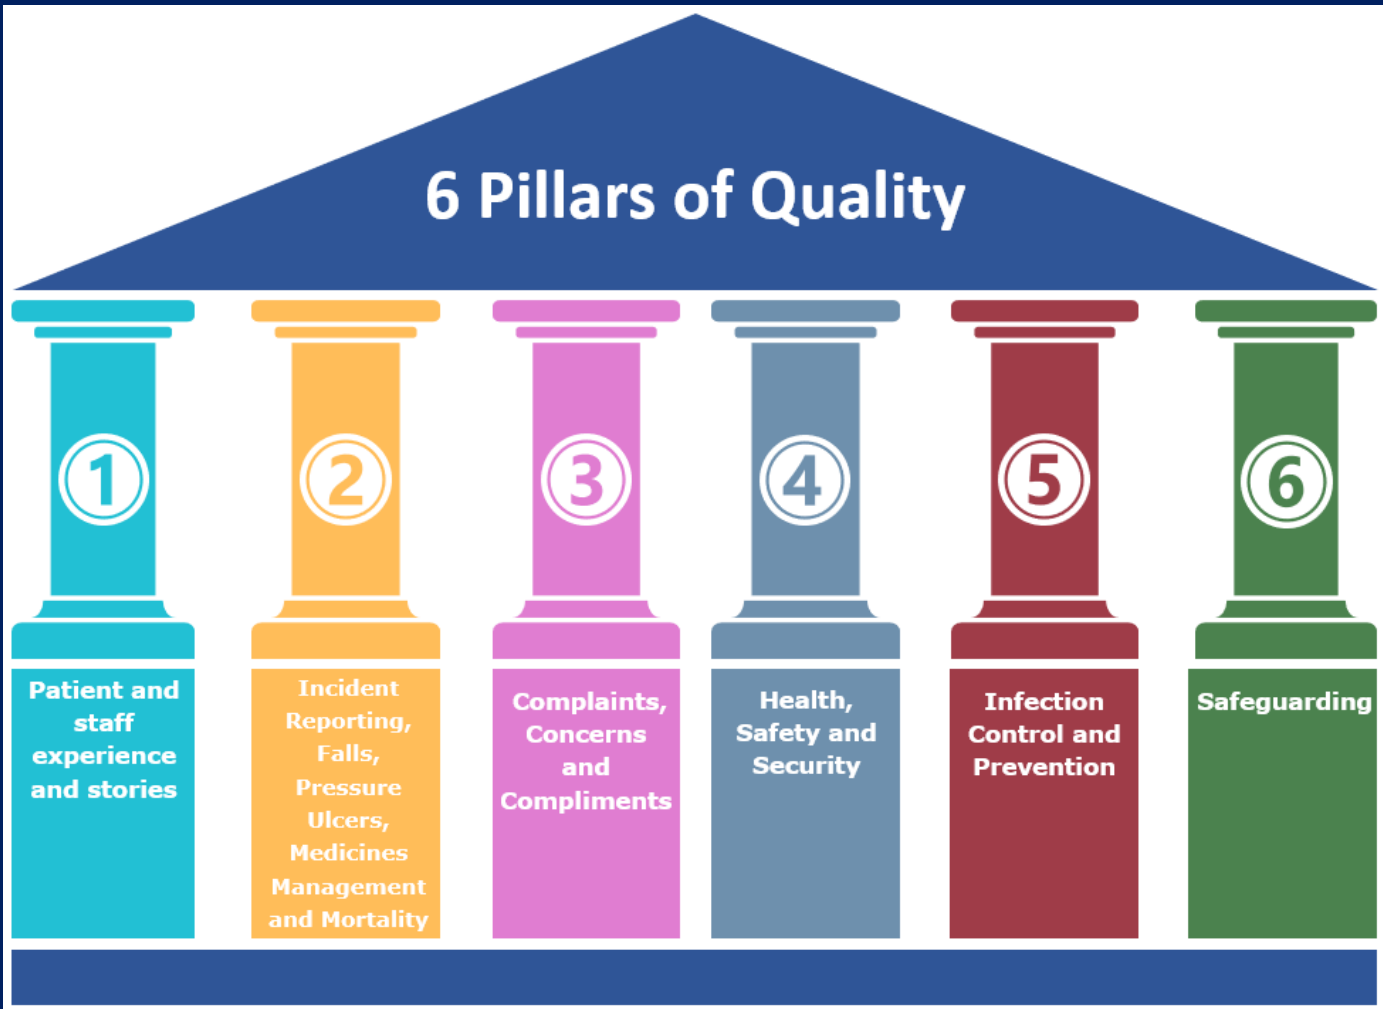 6 Pillars of Quality
1
2
3
4
5
6
Patient and
staff
experience
and stories
Incident
Reporting,
Falls,
Pressure
Ulcers,
Medicines
Management
and Mortality
Complaints,
Concerns
and
Compliments
Health,
Safety and
Security
Infection
Control and
Prevention
Safeguarding